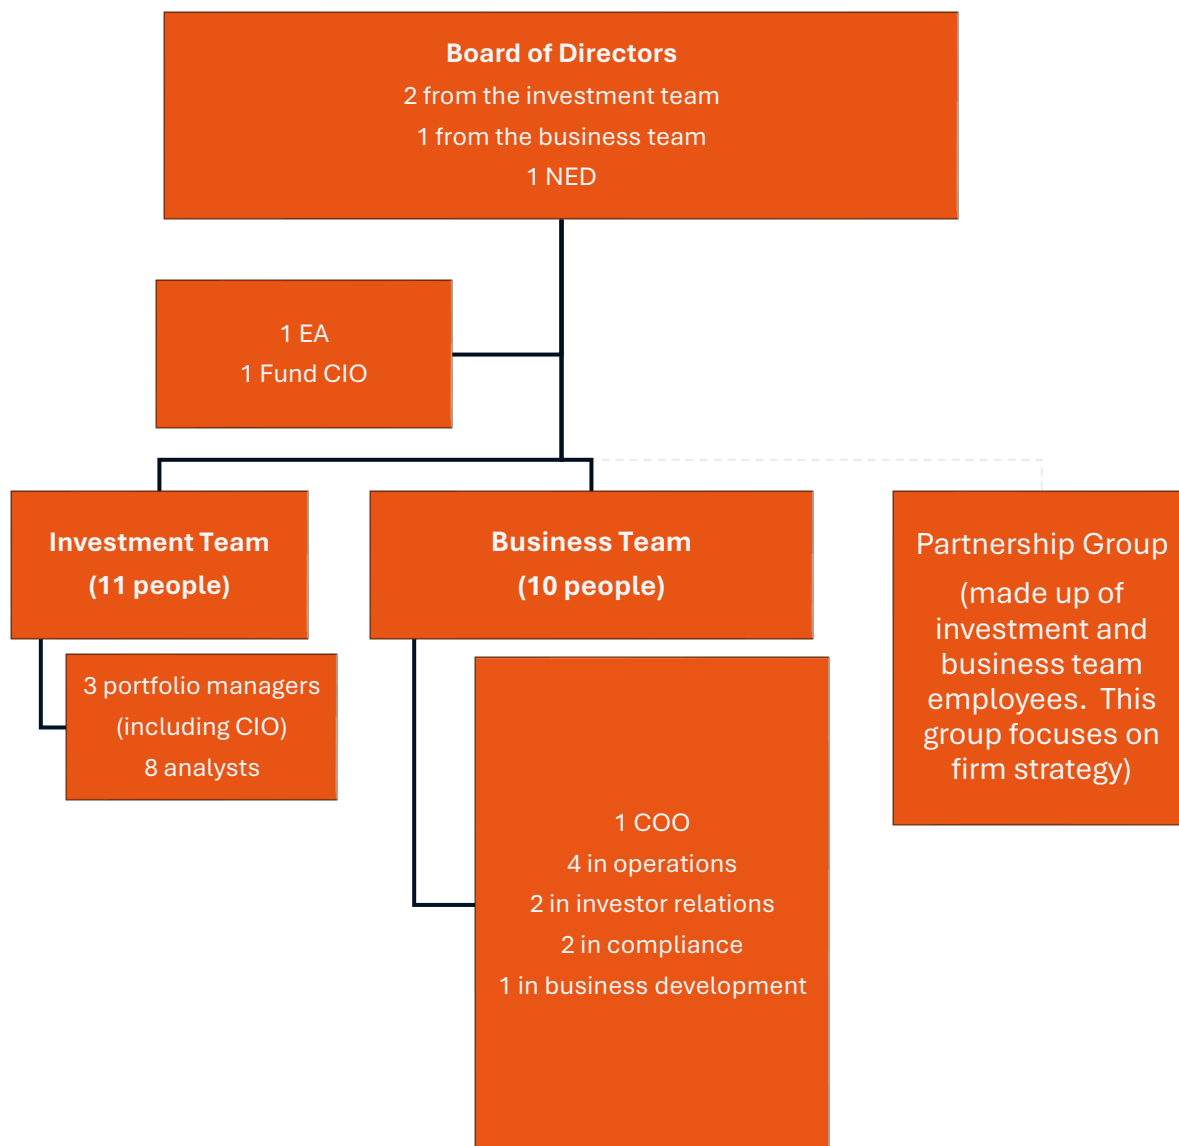 Board of Directors
2 from the investment team
1 from the business team
1 NED
1 EA
1 Fund CIO
Investment Team
(11 people)
3 portfolio managers
(including CIO)
8 analysts
Business Team
(10 people)
1 COO
4 in operations
2 in investor relations
2 in compliance
1 in business development
Partnership Group
(made up of
investment and
business team
employees.  This
group focuses on
firm strategy)